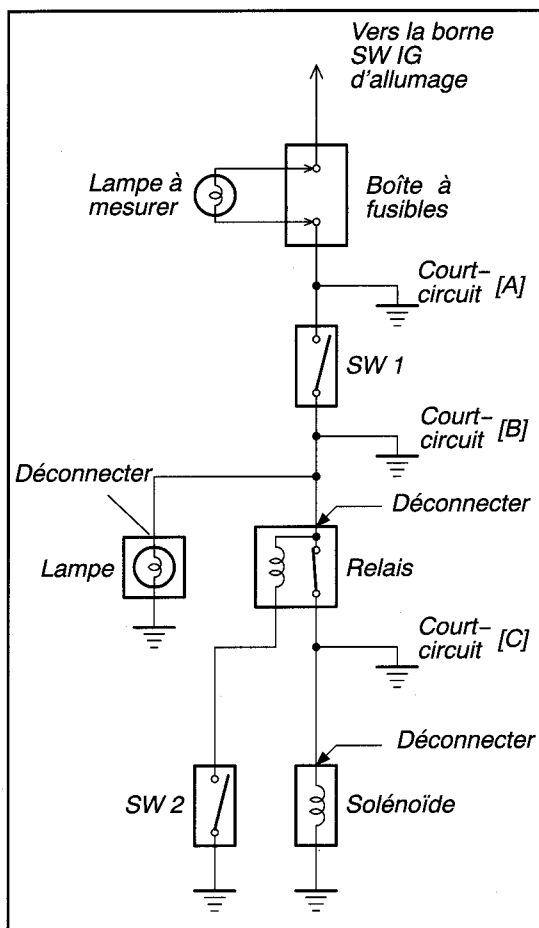 Vers la borne
SW IG
d'allumage
Lampe à
mesurer
Boîte à
fusibles
Court-
circuit [A]
SW 1
Court-
circuit [B]
Déconnecter
Déconnecter
Lampe
Relais
Court-
circuit [C]
Déconnecter
SW 2
Solénoïde